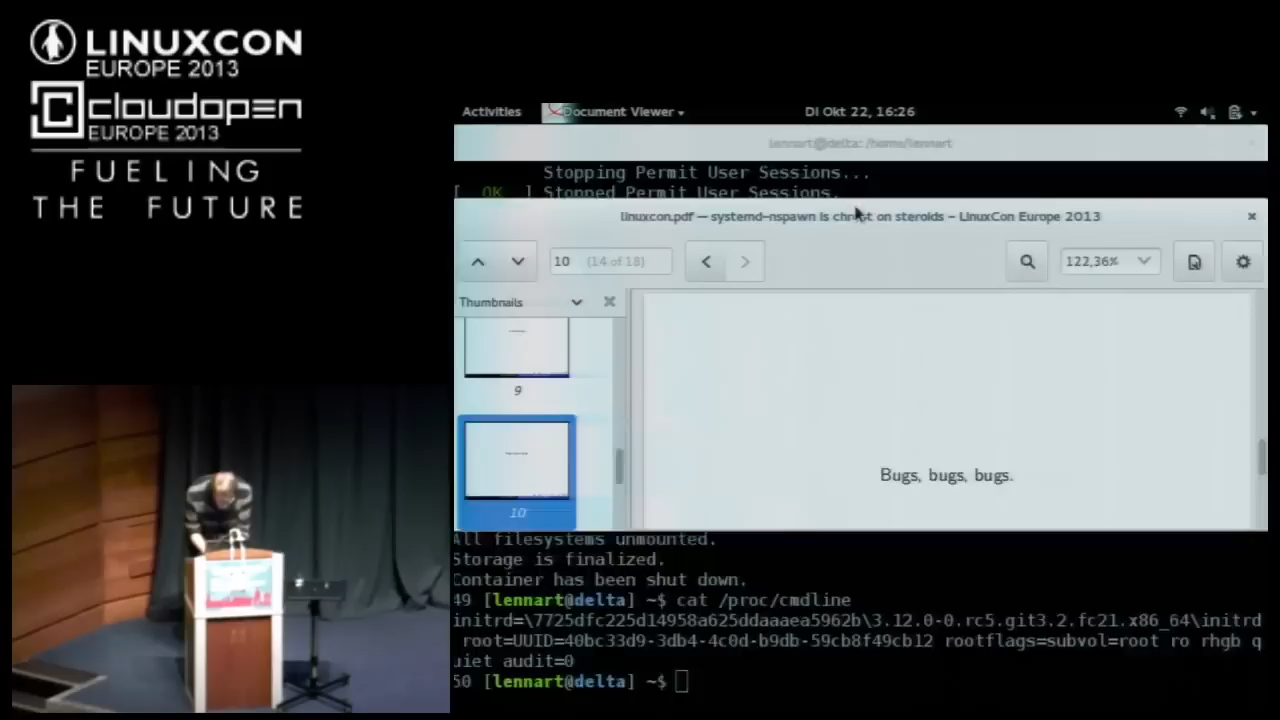 LINUXCON
EUROPE 2013
cloudopen
EUROPE 2013
FUELING
THE FUTURE
Activities Document Viewer DI Okt 22, 16:26
lennart@delta: /home/lennart
Stopping Permit User Sessions...
[ OK ] Stopped Permit User Sessions.
linuxcon.pdf — systemd-nspawn is chroot on steroids – LinuxCon Europe 2013
10 (14 of 18) 122,36%
Thumbnails
9
10
Bugs, bugs, bugs.
All filesystems unmounted.
Storage is finalized.
Container has been shut down.
49 [lennart@delta] ~$ cat /proc/cmdline
initrd=\7725dfc225d14958a625ddaaaea5962b\3.12.0-0.rc5.git3.2.fc21.x86_64\initrd
root=UUID=40bc33d9-3db4-4c0d-b9db-59cb8f49cb12 rootflags=subvol=root ro rhgb q
uiet audit=0
50 [lennart@delta] ~$